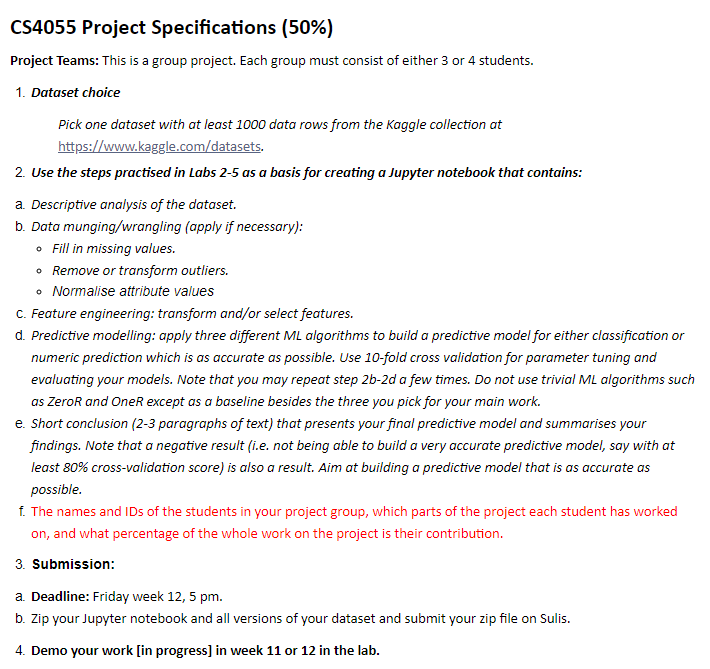 CS4055 Project Specifications (50%)
Project Teams: This is a group project. Each group must consist of either 3 or 4 students.
1. Dataset choice
Pick one dataset with at least 1000 data rows from the Kaggle collection at
https://www.kaggle.com/datasets.
2. Use the steps practised in Labs 2-5 as a basis for creating a Jupyter notebook that contains:
a. Descriptive analysis of the dataset.
b. Data munging/wrangling (apply if necessary):
∘ Fill in missing values.
∘ Remove or transform outliers.
∘ Normalise attribute values
c. Feature engineering: transform and/or select features.
d. Predictive modelling: apply three different ML algorithms to build a predictive model for either classification or
numeric prediction which is as accurate as possible. Use 10-fold cross validation for parameter tuning and
evaluating your models. Note that you may repeat step 2b-2d a few times. Do not use trivial ML algorithms such
as ZeroR and OneR except as a baseline besides the three you pick for your main work.
e. Short conclusion (2-3 paragraphs of text) that presents your final predictive model and summarises your
findings. Note that a negative result (i.e. not being able to build a very accurate predictive model, say with at
least 80% cross-validation score) is also a result. Aim at building a predictive model that is as accurate as
possible.
f. The names and IDs of the students in your project group, which parts of the project each student has worked
on, and what percentage of the whole work on the project is their contribution.
3. Submission:
a. Deadline: Friday week 12, 5 pm.
b. Zip your Jupyter notebook and all versions of your dataset and submit your zip file on Sulis.
4. Demo your work [in progress] in week 11 or 12 in the lab.